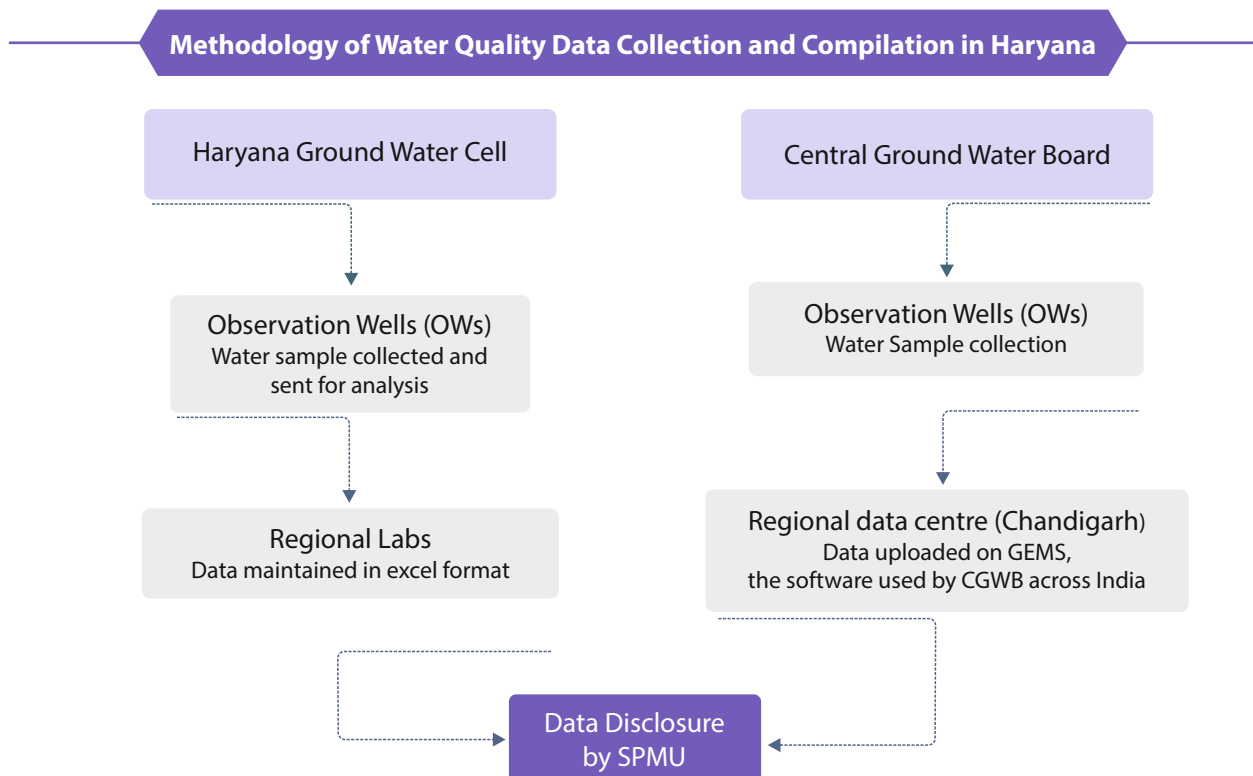 Methodology of Water Quality Data Collection and Compilation in Haryana
Haryana Ground Water Cell
Observation Wells (OWs)
Water sample collected and
sent for analysis
Regional Labs
Data maintained in excel format
Central Ground Water Board
Observation Wells (OWs)
Water Sample collection
Regional data centre (Chandigarh)
Data uploaded on GEMS,
the software used by CGWB across India
Data Disclosure
by SPMU